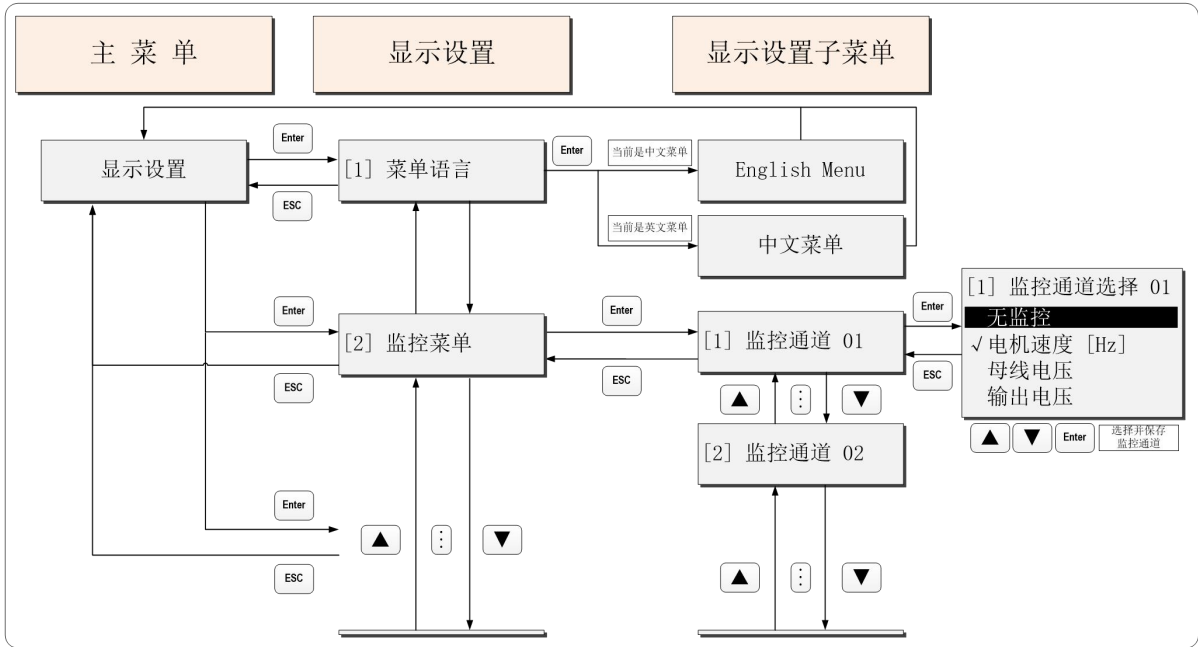 主 菜 单
显示设置
显示设置子菜单
显示设置
Enter
ESC
[1] 菜单语言
Enter
当前是中文菜单
English Menu
当前是英文菜单
中文菜单
Enter
ESC
[2] 监控菜单
Enter
ESC
[1] 监控通道 01
Enter
ESC
[1] 监控通道选择 01
无监控
√电机速度 [Hz]
母线电压
输出电压
▲ ⋮ ▼
▲ ▼ Enter
选择并保存
监控通道
[2] 监控通道 02
Enter
ESC
▲ ⋮ ▼
▲ ⋮ ▼